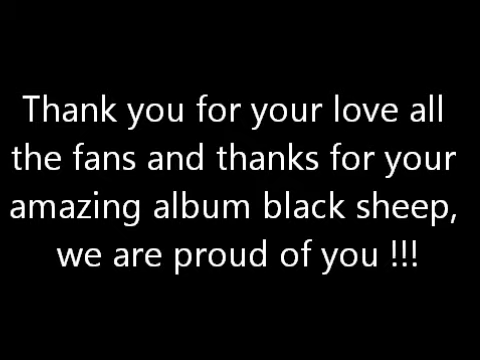 Thank you for your love all
the fans and thanks for your
amazing album black sheep,
we are proud of you !!!